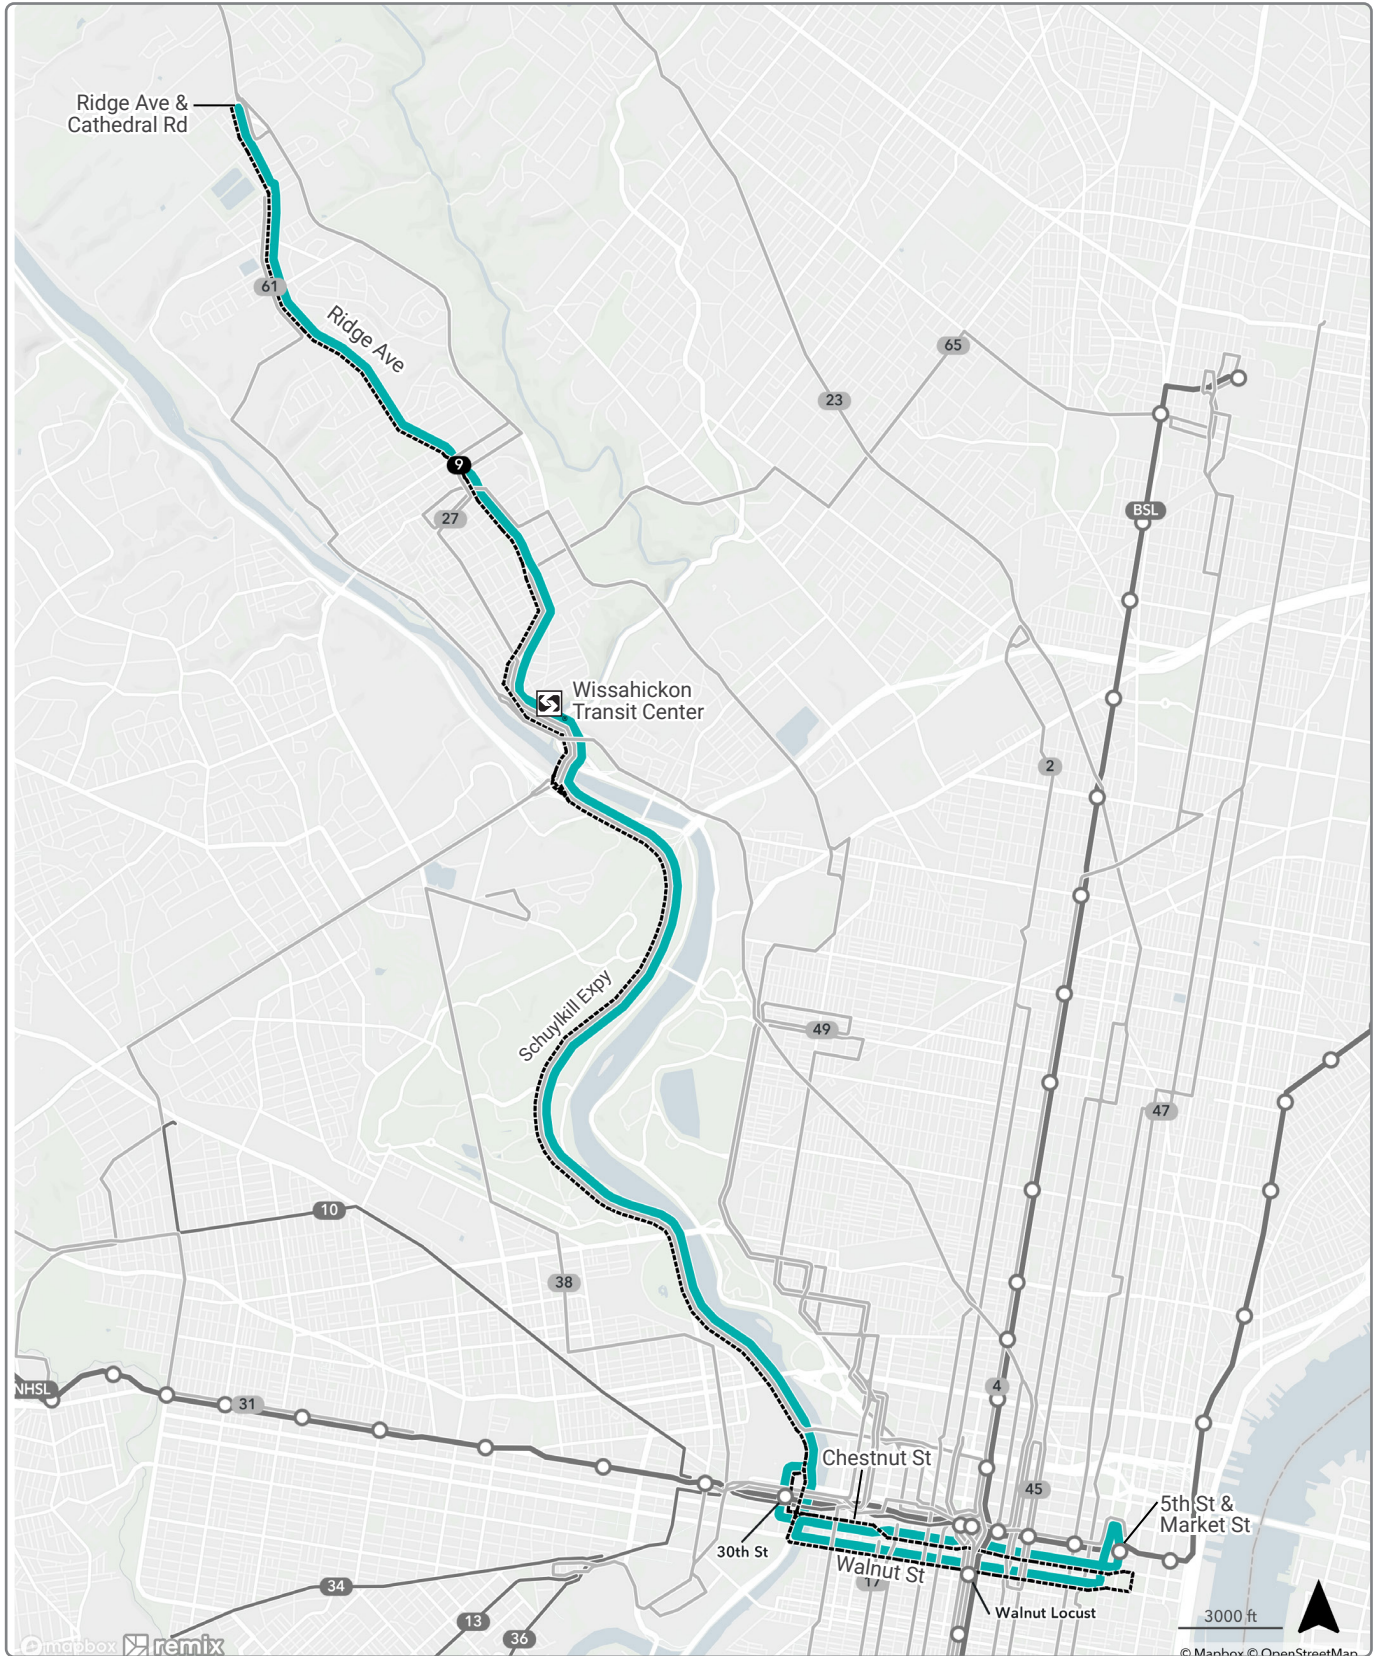 Ridge Ave &
Cathedral Rd
61
Ridge Ave
65
23
9
BSL
27
Wissahickon
Transit Center
2
Schuylkill Expy
49
47
10
38
NHSL
31
4
Chestnut St
45
5th St &
Market St
30th St
Walnut St
17
34
Walnut Locust
3000 ft
13
36
mapbox remix
© Mapbox © OpenStreetMap